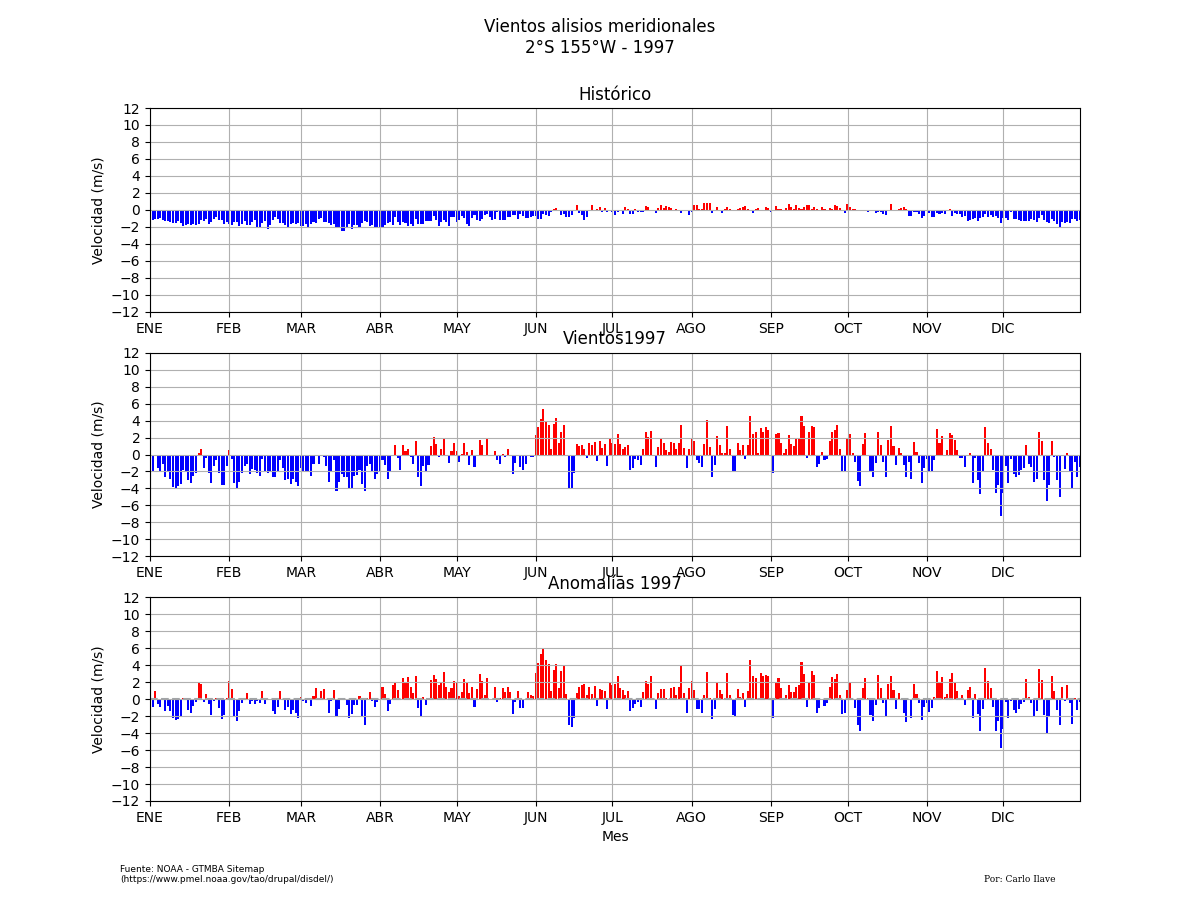 Vientos alisios meridionales
2°S 155°W - 1997
Histórico
12
10
8
6
4
2
0
−2
−4
−6
−8
−10
−12
Velocidad (m/s)
ENE FEB MAR ABR MAY JUN JUL AGO SEP OCT NOV DIC
Vientos1997
12
10
8
6
4
2
0
−2
−4
−6
−8
−10
−12
Velocidad (m/s)
ENE FEB MAR ABR MAY JUN JUL AGO SEP OCT NOV DIC
Anomalías 1997
12
10
8
6
4
2
0
−2
−4
−6
−8
−10
−12
Velocidad (m/s)
ENE FEB MAR ABR MAY JUN JUL AGO SEP OCT NOV DIC
Mes
Fuente: NOAA - GTMBA Sitemap
(https://www.pmel.noaa.gov/tao/drupal/disdel/)
Por: Carlo Ilave